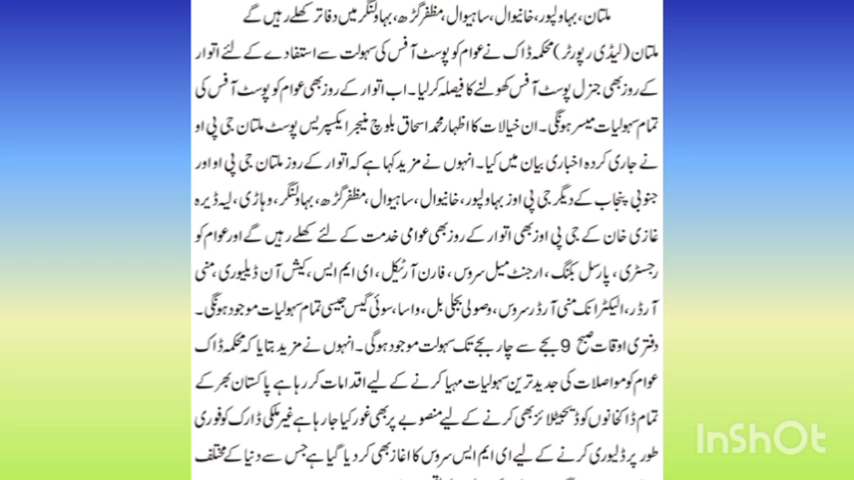 ملتان، بہاولپور، خانیوال، ساہیوال، مظفر گڑھ، بہاولنگر میں دفاتر کھلے رہیں گے
ملتان (لیڈی رپورٹر) محکمہ ڈاک نے عوام کو پوسٹ آفس کی سہولت سے استفادے کے لئے اتوار
کے روز بھی جنرل پوسٹ آفس کھولنے کا فیصلہ کر لیا۔ اب اتوار کے روز بھی عوام کو پوسٹ آفس کی
تمام سہولیات میسر ہونگی۔ ان خیالات کا اظہار محمد اسحاق بلوچ منیجر ایکسپریس پوسٹ ملتان جی پی او
نے جاری کردہ اخباری بیان میں کیا۔ انہوں نے مزید کہا ہے کہ اتوار کے روز ملتان جی پی او اور
جنوبی پنجاب کے دیگر جی پی اوز بہاولپور، خانیوال، ساہیوال، مظفر گڑھ، بہاولنگر، وہاڑی، لیہ ڈیرہ
غازی خان کے جی پی اوز بھی اتوار کے روز بھی عوامی خدمت کے لئے کھلے رہیں گے اور عوام کو
رجسٹری، پارسل بکنگ، ارجنٹ میل سروس، فارن آرٹیکل، ای ایم ایس، کیش آن ڈیلیوری، منی
آرڈر، الیکٹرانک منی آرڈر سروس، وصولی بجلی بل، واسا، سوئی گیس جیسی تمام سہولیات موجود ہونگی۔
دفتری اوقات صبح 9 بجے سے چار بجے تک سہولت موجود ہوگی۔ انہوں نے مزید بتایا کہ محکمہ ڈاک
عوام کو مواصلات کی جدید ترین سہولیات مہیا کرنے کے لیے اقدامات کر رہا ہے پاکستان بھر کے
تمام ڈاکخانوں کو ڈیجیٹلائز بھی کرنے کے لیے منصوبے پر بھی غور کیا جا رہا ہے غیر ملکی ڈارک کو فوری
طور پر ڈلیوری کرنے کے لیے ای ایم ایس سروس کا اغاز بھی کر دیا گیا ہے جس سے دنیا کے مختلف
InShOt